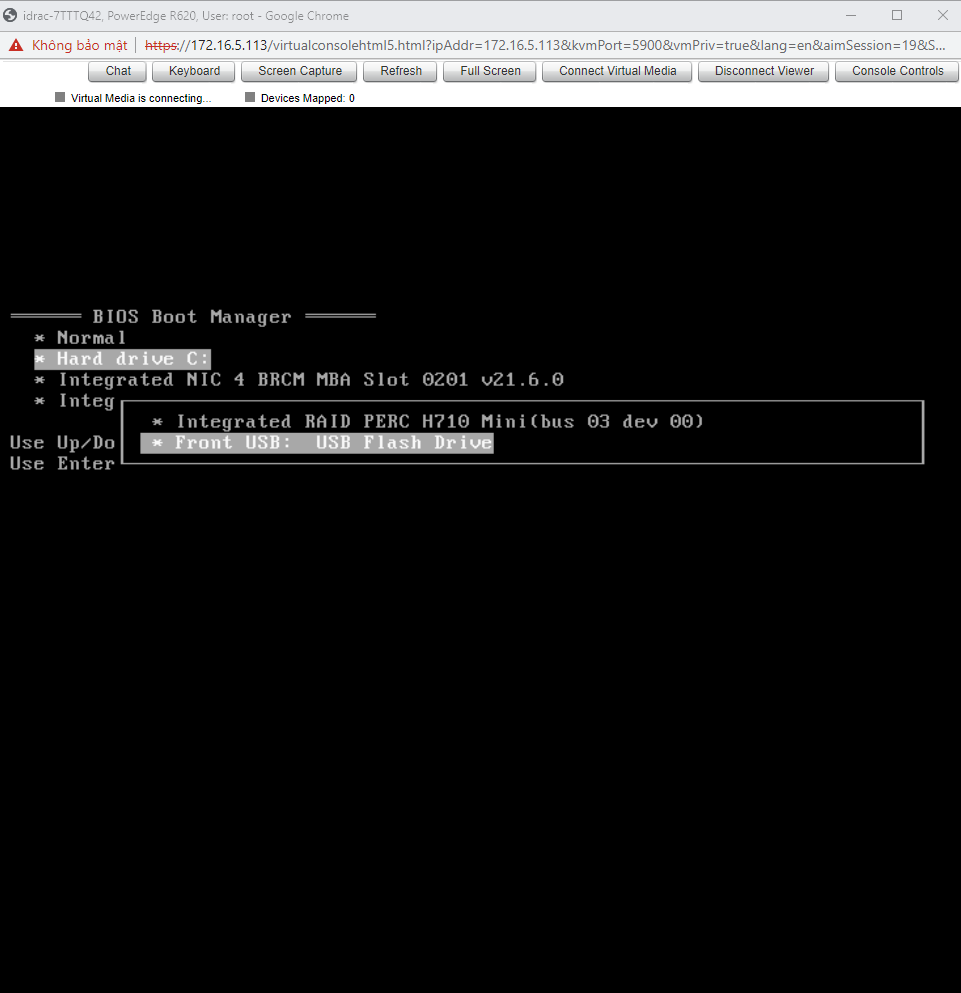 idrac-7TTTQ42, PowerEdge R620, User: root - Google Chrome
Không bảo mật | https://172.16.5.113/virtualconsolehtml5.html?ipAddr=172.16.5.113&kvmPort=5900&vmPriv=true&lang=en&aimSession=19&S...
Chat Keyboard Screen Capture Refresh Full Screen Connect Virtual Media Disconnect Viewer Console Controls
Virtual Media is connecting... Devices Mapped: 0
BIOS Boot Manager
* Normal
* Hard drive C:
* Integrated NIC 4 BRCM MBA Slot 0201 v21.6.0
* Integ
* Integrated RAID PERC H710 Mini(bus 03 dev 00)
Use Up/Do * Front USB: USB Flash Drive
Use Enter